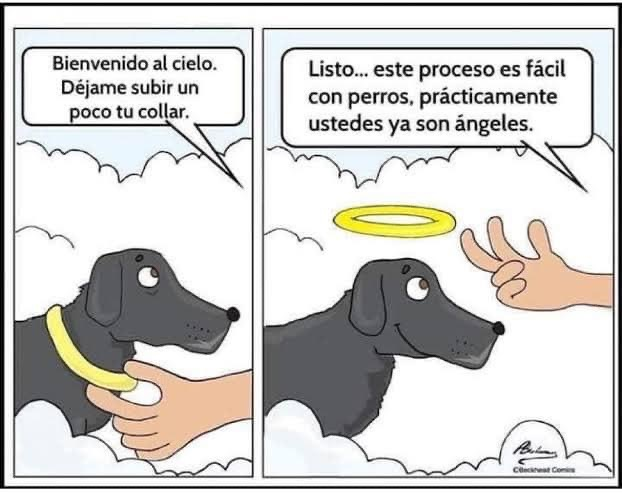 Bienvenido al cielo.
Déjame subir un
poco tu collar.
Listo... este proceso es fácil
con perros, prácticamente
ustedes ya son ángeles.
©Beckhead Comics